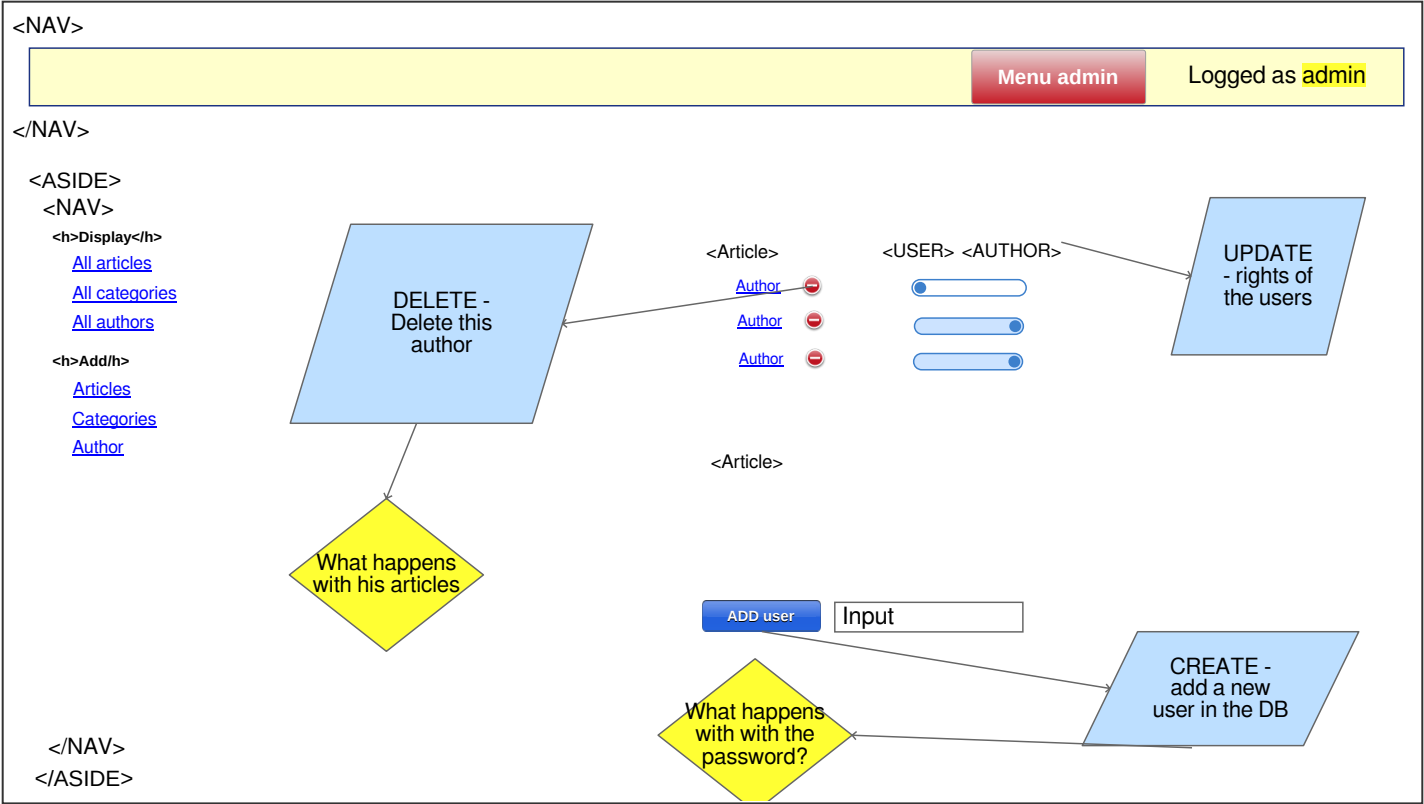 <NAV>
Menu admin
Logged as admin
</NAV>
<ASIDE>
<NAV>
<h>Display</h>
All articles
All categories
All authors
<h>Add/h>
Articles
Categories
Author
DELETE -
Delete this
author
<Article>
<USER> <AUTHOR>
Author
Author
Author
UPDATE
- rights of
the users
<Article>
What happens
with his articles
ADD user
Input
CREATE -
add a new
user in the DB
What happens
with with the
password?
</NAV>
</ASIDE>